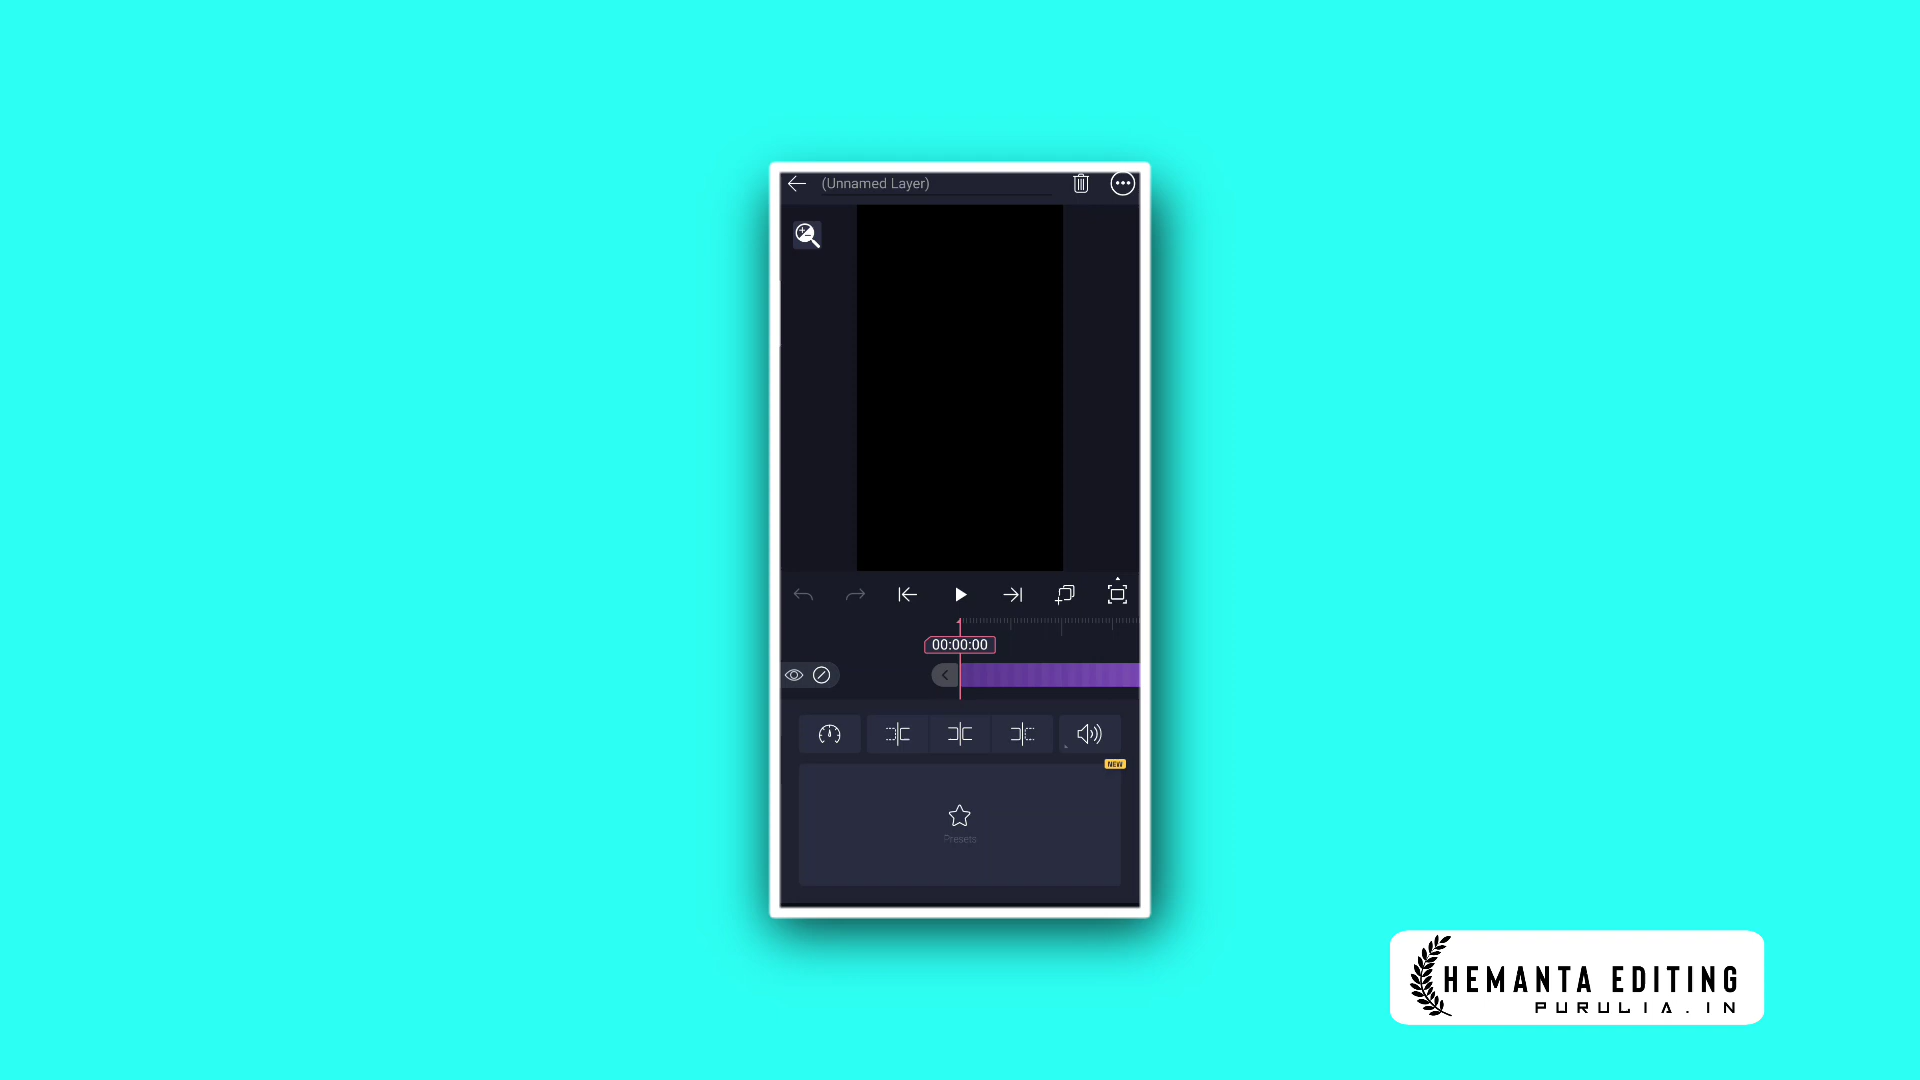 (Unnamed Layer)
00:00:00
NEW
Presets
HEMANTA EDITING
PURULIA.IN